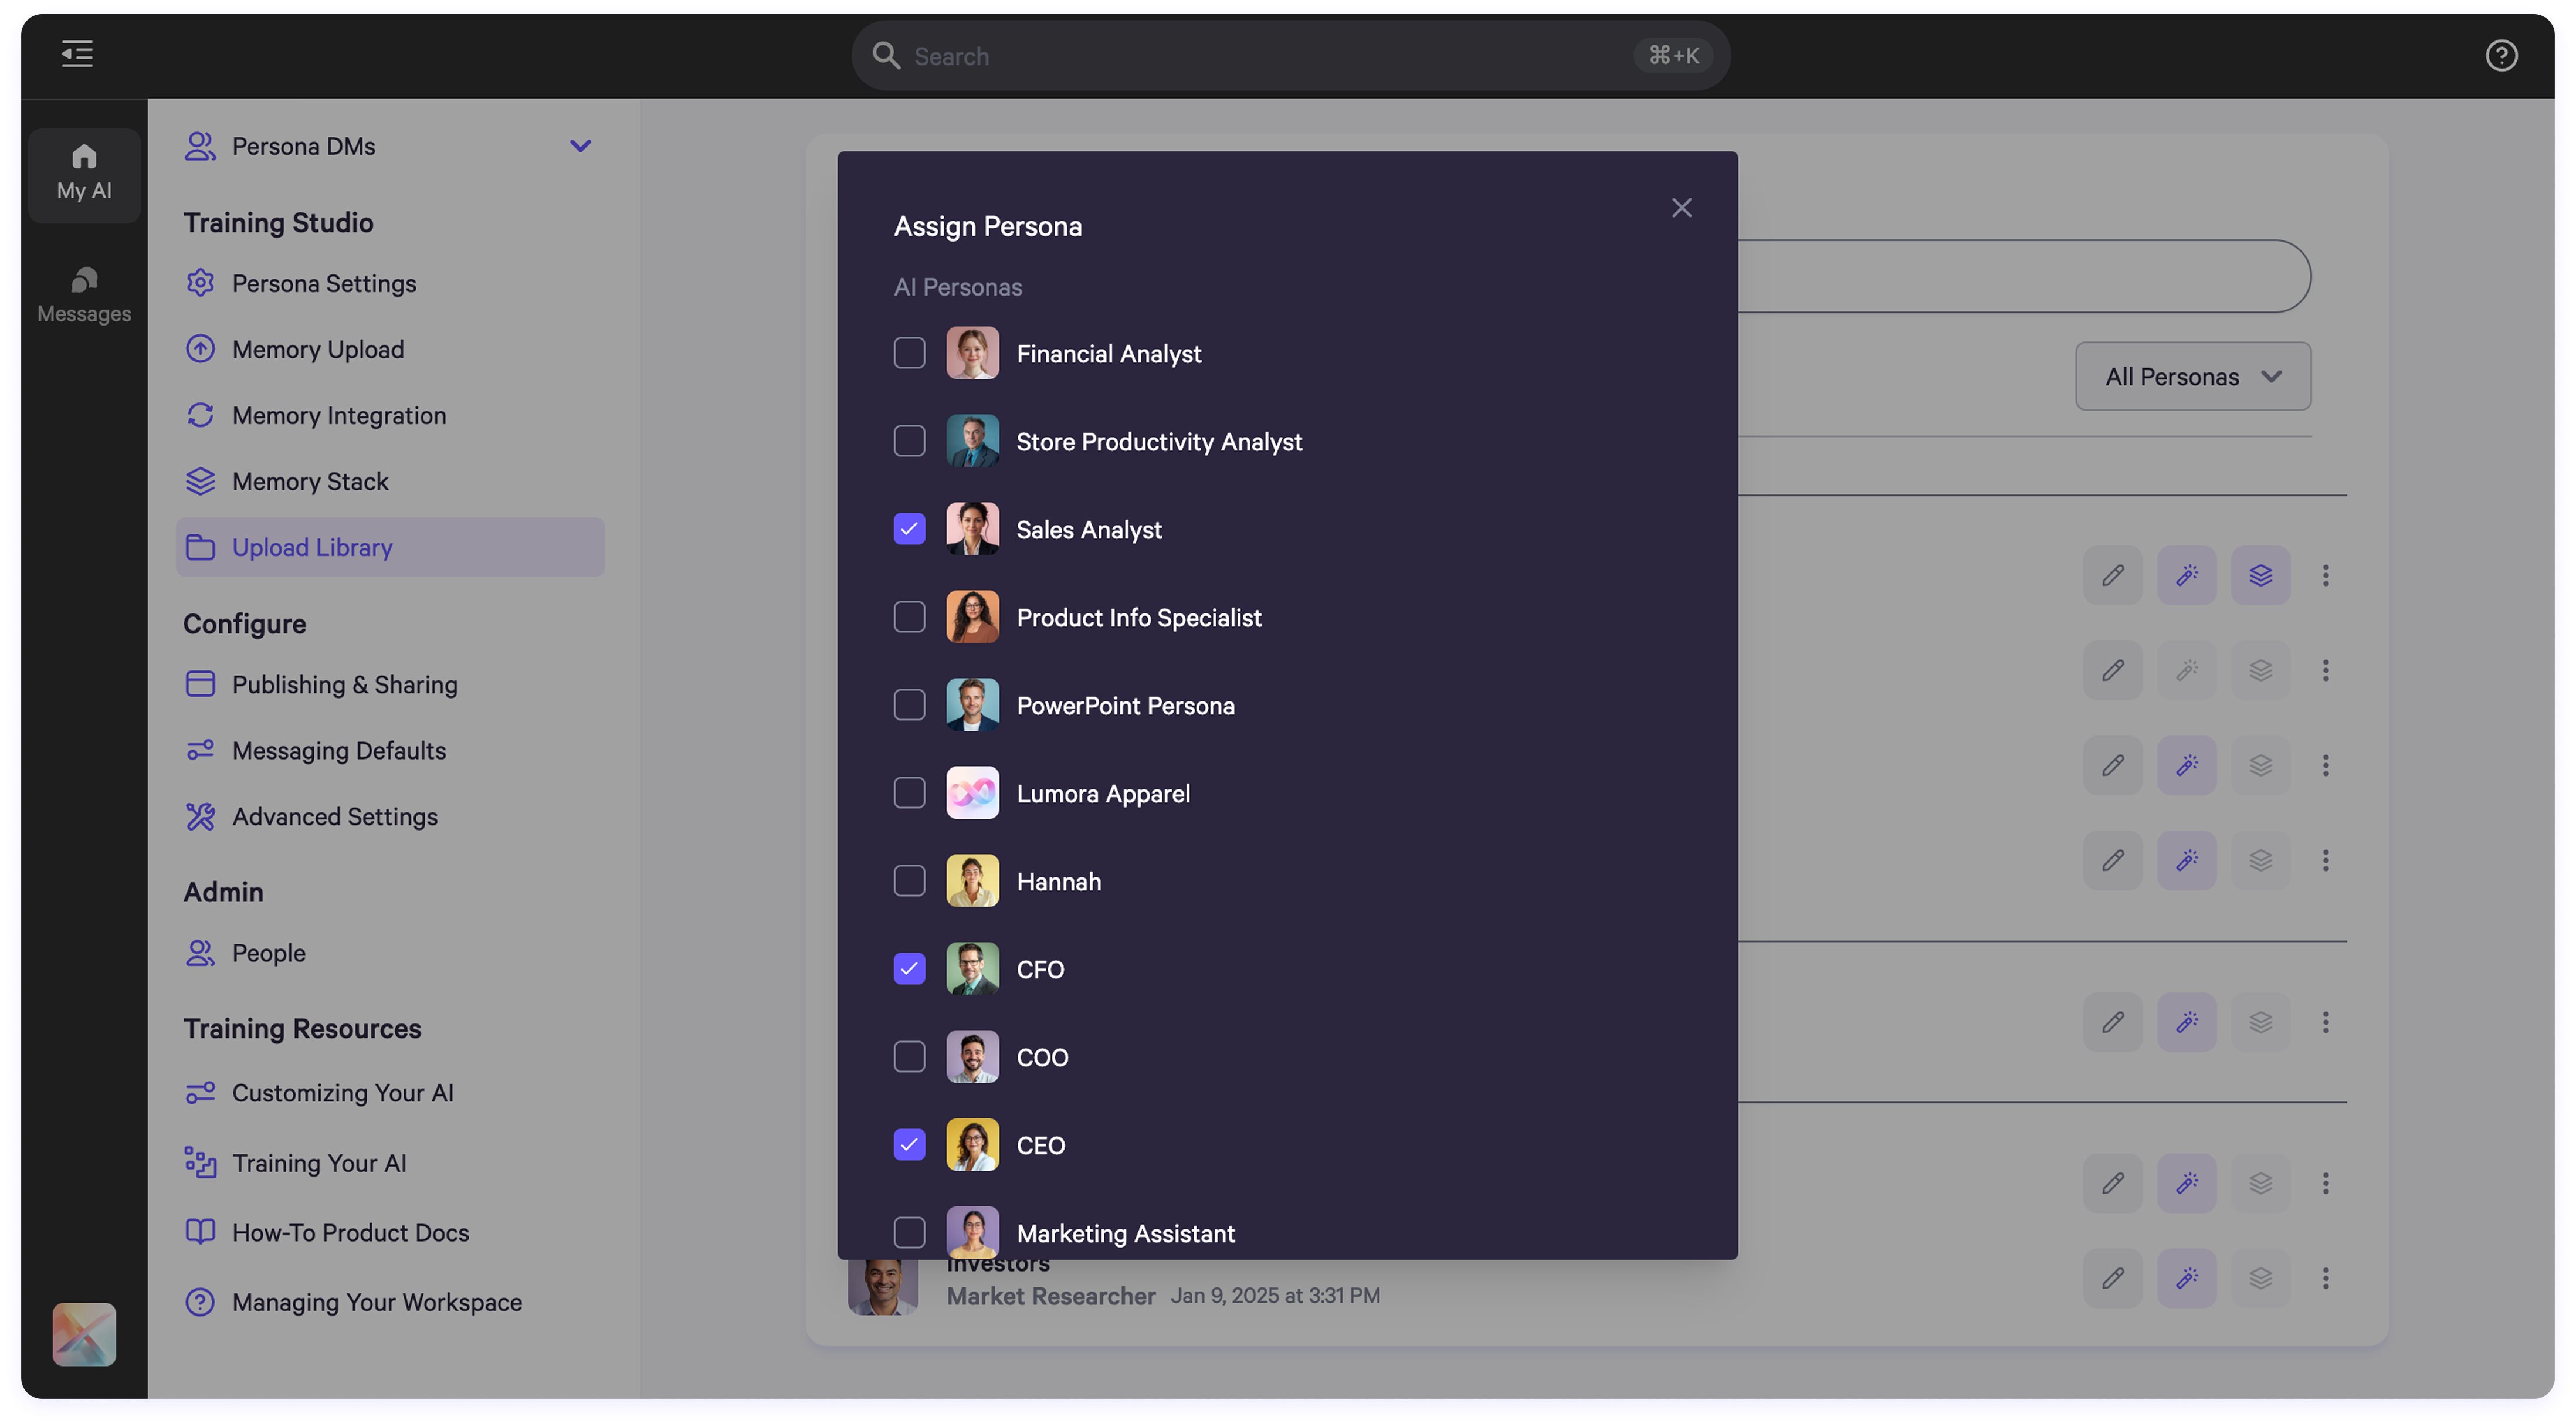 Search
⌘+K
My AI
Messages
Persona DMs
Training Studio
Persona Settings
Memory Upload
Memory Integration
Memory Stack
Upload Library
Configure
Publishing & Sharing
Messaging Defaults
Advanced Settings
Admin
People
Training Resources
Customizing Your AI
Training Your AI
How-To Product Docs
Managing Your Workspace
Assign Persona
AI Personas
Financial Analyst
Store Productivity Analyst
Sales Analyst
Product Info Specialist
PowerPoint Persona
Lumora Apparel
Hannah
CFO
COO
CEO
Marketing Assistant
All Personas
Investors
Market Researcher Jan 9, 2025 at 3:31 PM